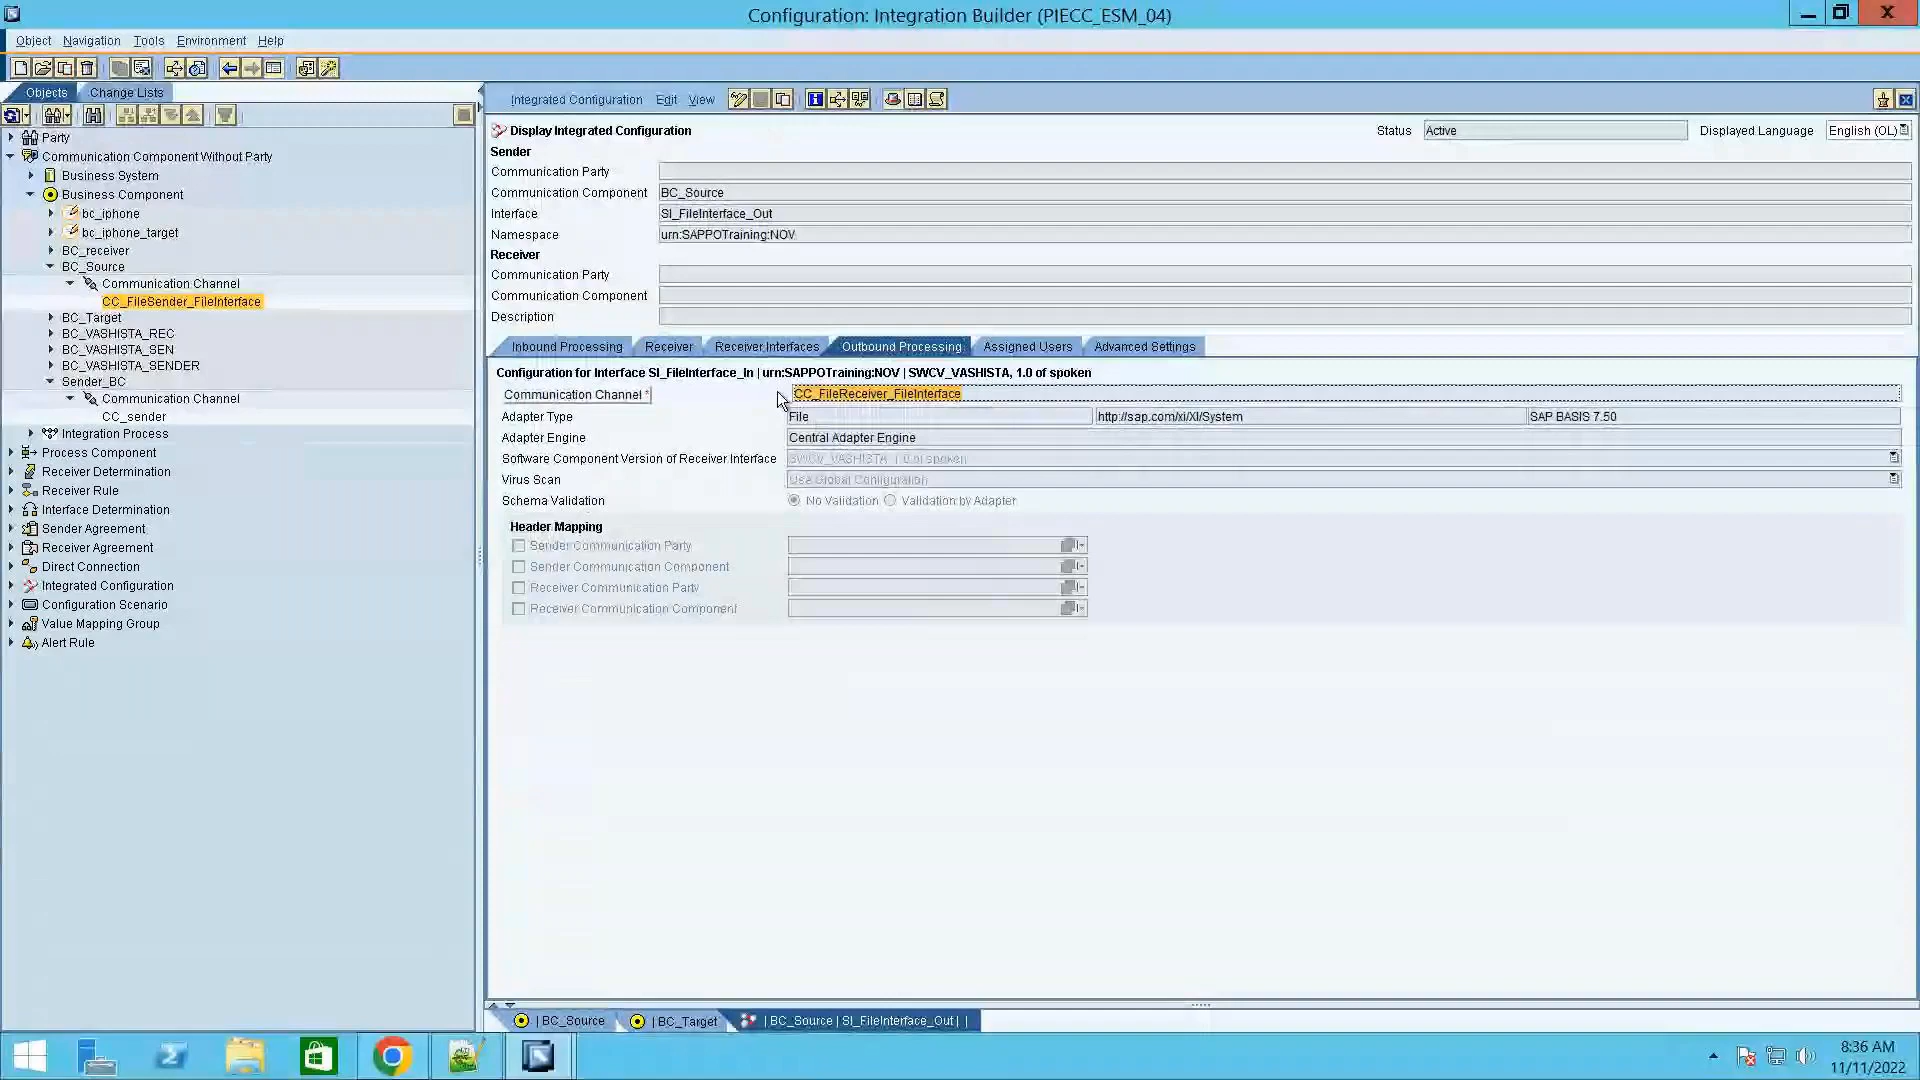 Configuration: Integration Builder (PIECC_ESM_04)
Object Navigation Tools Environment Help
Objects Change Lists
Party
Communication Component Without Party
Business System
Business Component
bc_iphone
bc_iphone_target
BC_receiver
BC_Source
Communication Channel
CC_FileSender_FileInterface
BC_Target
BC_VASHISTA_REC
BC_VASHISTA_SEN
BC_VASHISTA_SENDER
Sender_BC
Communication Channel
CC_sender
Integration Process
Process Component
Receiver Determination
Receiver Rule
Interface Determination
Sender Agreement
Receiver Agreement
Direct Connection
Integrated Configuration
Configuration Scenario
Value Mapping Group
Alert Rule
Integrated Configuration Edit View
Display Integrated Configuration Status Active Displayed Language English (OL)
Sender
Communication Party
Communication Component BC_Source
Interface SI_FileInterface_Out
Namespace urn:SAPPOTraining:NOV
Receiver
Communication Party
Communication Component
Description
Inbound Processing Receiver Receiver Interfaces Outbound Processing Assigned Users Advanced Settings
Configuration for Interface SI_FileInterface_In | urn:SAPPOTraining:NOV | SWCV_VASHISTA, 1.0 of spoken
Communication Channel * CC_FileReceiver_FileInterface
Adapter Type File http://sap.com/xi/XI/System SAP BASIS 7.50
Adapter Engine Central Adapter Engine
Software Component Version of Receiver Interface SWCV_VASHISTA, 1.0 of spoken
Virus Scan Use Global Configuration
Schema Validation No Validation Validation by Adapter
Header Mapping
Sender Communication Party
Sender Communication Component
Receiver Communication Party
Receiver Communication Component
| BC_Source | BC_Target | BC_Source | SI_FileInterface_Out | |
8:36 AM
11/11/2022